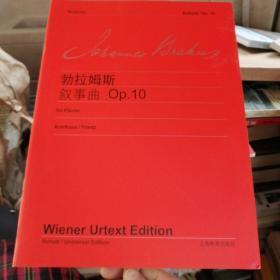 Brahms
Ballads Op. 10
Johannes Brahms
勃拉姆斯
叙事曲 Op.10
für Klavier
Wiener Urtext Edition
Schott / Universal Edition
上海教育出版社